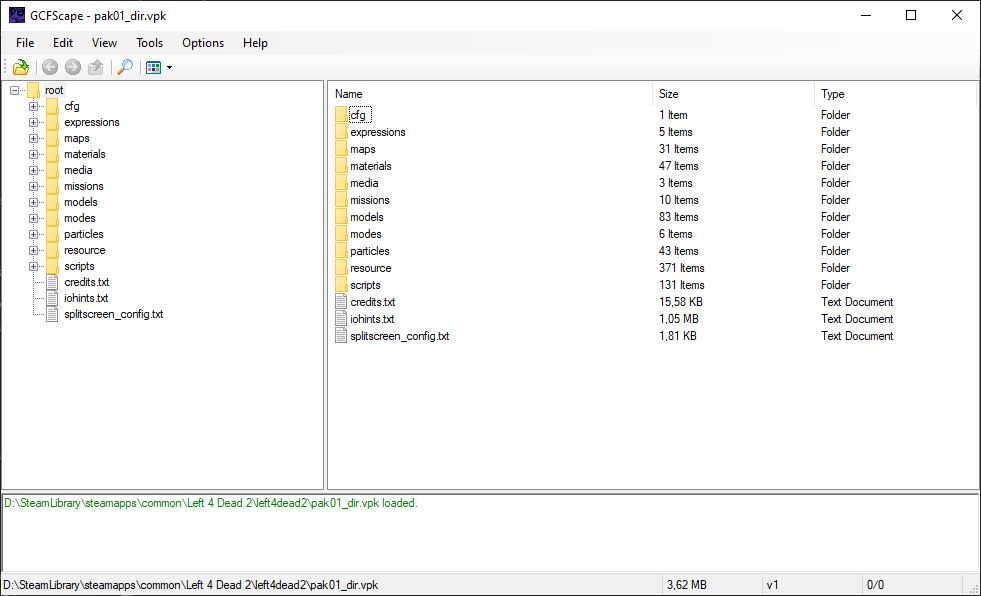 GCFScape - pak01_dir.vpk
File Edit View Tools Options Help
root
cfg
expressions
maps
materials
media
missions
models
modes
particles
resource
scripts
credits.txt
iohints.txt
splitscreen_config.txt
Name Size Type
cfg 1 Item Folder
expressions 5 Items Folder
maps 31 Items Folder
materials 47 Items Folder
media 3 Items Folder
missions 10 Items Folder
models 83 Items Folder
modes 6 Items Folder
particles 43 Items Folder
resource 371 Items Folder
scripts 131 Items Folder
credits.txt 15,58 KB Text Document
iohints.txt 1,05 MB Text Document
splitscreen_config.txt 1,81 KB Text Document
D:\SteamLibrary\steamapps\common\Left 4 Dead 2\left4dead2\pak01_dir.vpk loaded.
D:\SteamLibrary\steamapps\common\Left 4 Dead 2\left4dead2\pak01_dir.vpk 3,62 MB v1 0/0